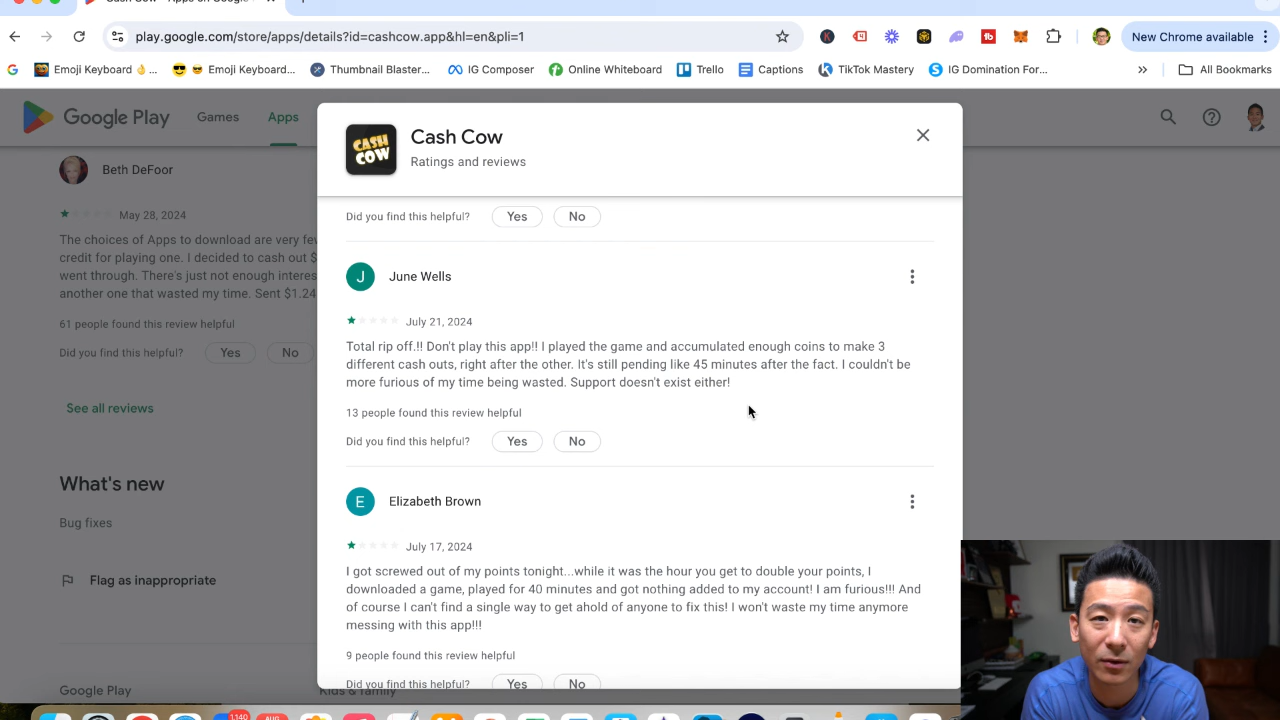 Cash Cow - Apps on Google
play.google.com/store/apps/details?id=cashcow.app&hl=en&pli=1
New Chrome available
Emoji Keyboard 👌...
Emoji Keyboard...
Thumbnail Blaster...
IG Composer
Online Whiteboard
Trello
Captions
TikTok Mastery
IG Domination For...
All Bookmarks
Google Play
Games
Apps
CASH COW
Cash Cow
Ratings and reviews
Beth DeFoor
May 28, 2024
The choices of Apps to download are very few
credit for playing one. I decided to cash out $
went through. There's just not enough interes
another one that wasted my time. Sent $1.24
61 people found this review helpful
Did you find this helpful?
Yes
No
See all reviews
What's new
Bug fixes
Flag as inappropriate
Google Play
Kids & family
Did you find this helpful?
Yes
No
J
June Wells
July 21, 2024
Total rip off.!! Don't play this app!! I played the game and accumulated enough coins to make 3
different cash outs, right after the other. It's still pending like 45 minutes after the fact. I couldn't be
more furious of my time being wasted. Support doesn't exist either!
13 people found this review helpful
Did you find this helpful?
Yes
No
E
Elizabeth Brown
July 17, 2024
I got screwed out of my points tonight...while it was the hour you get to double your points, I
downloaded a game, played for 40 minutes and got nothing added to my account! I am furious!!! And
of course I can't find a single way to get ahold of anyone to fix this! I won't waste my time anymore
messing with this app!!!
9 people found this review helpful
Did you find this helpful?
Yes
No
1,140
AUG